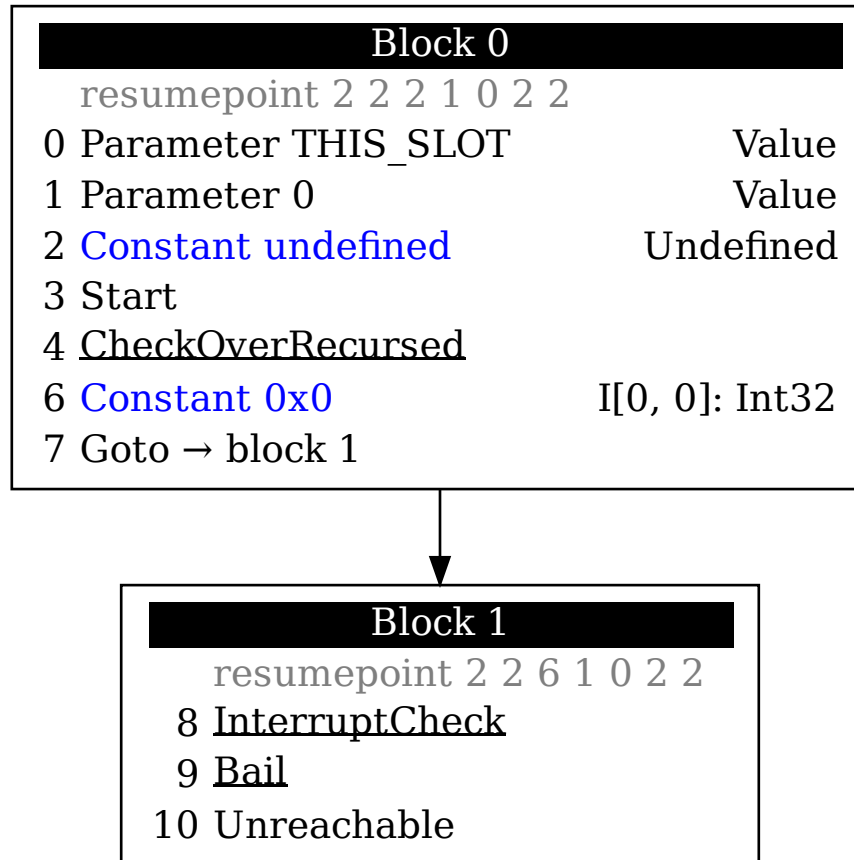 Block 0
resumepoint 2 2 2 1 0 2 2
0 Parameter THIS_SLOT Value
1 Parameter 0 Value
2 Constant undefined Undefined
3 Start
4 CheckOverRecursed
6 Constant 0x0 I[0, 0]: Int32
7 Goto → block 1
Block 1
resumepoint 2 2 6 1 0 2 2
8 InterruptCheck
9 Bail
10 Unreachable